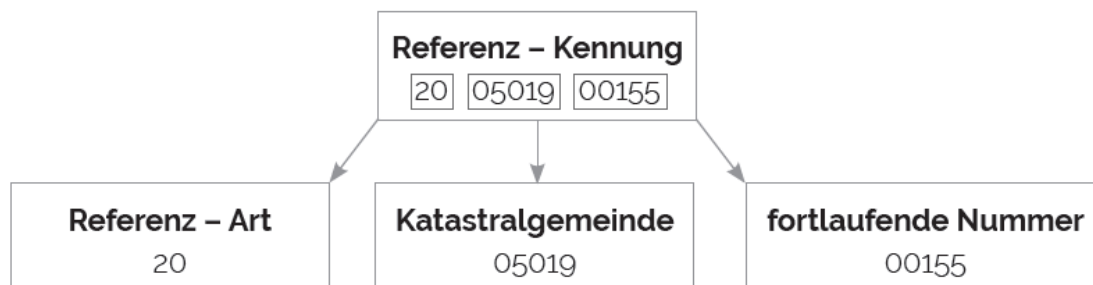 Referenz – Kennung
20 05019 00155
Referenz – Art
20
Katastralgemeinde
05019
fortlaufende Nummer
00155